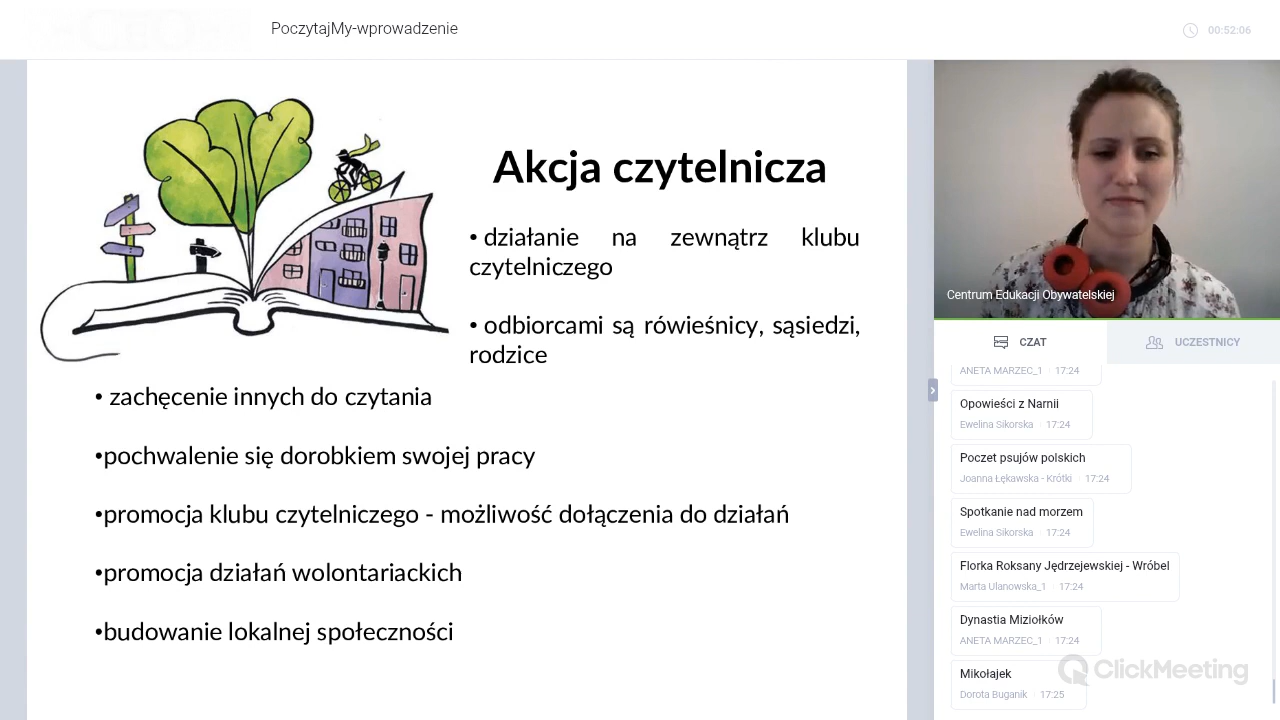 PoczytajMy-wprowadzenie
00:52:06
Akcja czytelnicza
• działanie na zewnątrz klubu
czytelniczego
• odbiorcami są rówieśnicy, sąsiedzi,
rodzice
• zachęcenie innych do czytania
•pochwalenie się dorobkiem swojej pracy
•promocja klubu czytelniczego - możliwość dołączenia do działań
•promocja działań wolontariackich
•budowanie lokalnej społeczności
Centrum Edukacji Obywatelskiej
CZAT
UCZESTNICY
ANETA MARZEC_1 17:24
Opowieści z Narnii
Ewelina Sikorska 17:24
Poczet psujów polskich
Joanna Łękawska - Krótki 17:24
Spotkanie nad morzem
Ewelina Sikorska 17:24
Florka Roksany Jędrzejewskiej - Wróbel
Marta Ulanowska_1 17:24
Dynastia Miziołków
ANETA MARZEC_1 17:24
Mikołajek
Dorota Buganik 17:25
ClickMeeting